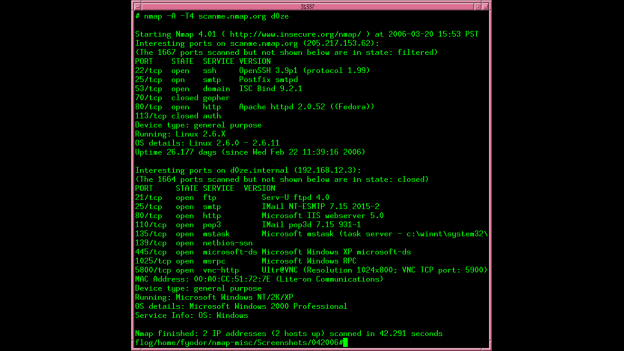 # nmap -A -T4 scanme.nmap.org d0ze
Starting Nmap 4.01 ( http://www.insecure.org/nmap/ ) at 2006-03-20 15:53 PST
Interesting ports on scanme.nmap.org (205.217.153.62):
(The 1667 ports scanned but not shown below are in state: filtered)
PORT    STATE  SERVICE VERSION
22/tcp  open   ssh     OpenSSH 3.9p1 (protocol 1.99)
25/tcp  opn    smtp    Postfix smtpd
53/tcp  open   domain  ISC Bind 9.2.1
70/tcp  closed gopher
80/tcp  open   http    Apache httpd 2.0.52 ((Fedora))
113/tcp closed auth
Device type: general purpose
Running: Linux 2.6.X
OS details: Linux 2.6.0 - 2.6.11
Uptime 26.177 days (since Wed Feb 22 11:39:16 2006)
Interesting ports on d0ze.internal (192.168.12.3):
(The 1664 ports scanned but not shown below are in state: closed)
PORT     STATE SERVICE  VERSION
21/tcp   open  ftp          Serv-U ftpd 4.0
25/tcp   open  smtp         IMail NT-ESMTP 7.15 2015-2
80/tcp   open  http         Microsoft IIS webserver 5.0
110/tcp  open  pop3         IMail pop3d 7.15 931-1
135/tcp  open  mstask       Microsoft mstask (task server - c:\winnt\system32\
139/tcp  open  netbios-ssn
445/tcp  open  microsoft-ds Microsoft Windows XP microsoft-ds
1025/tcp open  msrpc        Microsoft Windows RPC
5800/tcp open  vnc-http     Ultr@VNC (Resolution 1024x800; VNC TCP port: 5900)
MAC Address: 00:A0:CC:51:72:7E (Lite-on Communications)
Device type: general purpose
Running: Microsoft Windows NT/2K/XP
OS details: Microsoft Windows 2000 Professional
Service Info: OS: Windows
Nmap finished: 2 IP addresses (2 hosts up) scanned in 42.291 seconds
flog/home/fyodor/nmap-misc/Screenshots/042006#